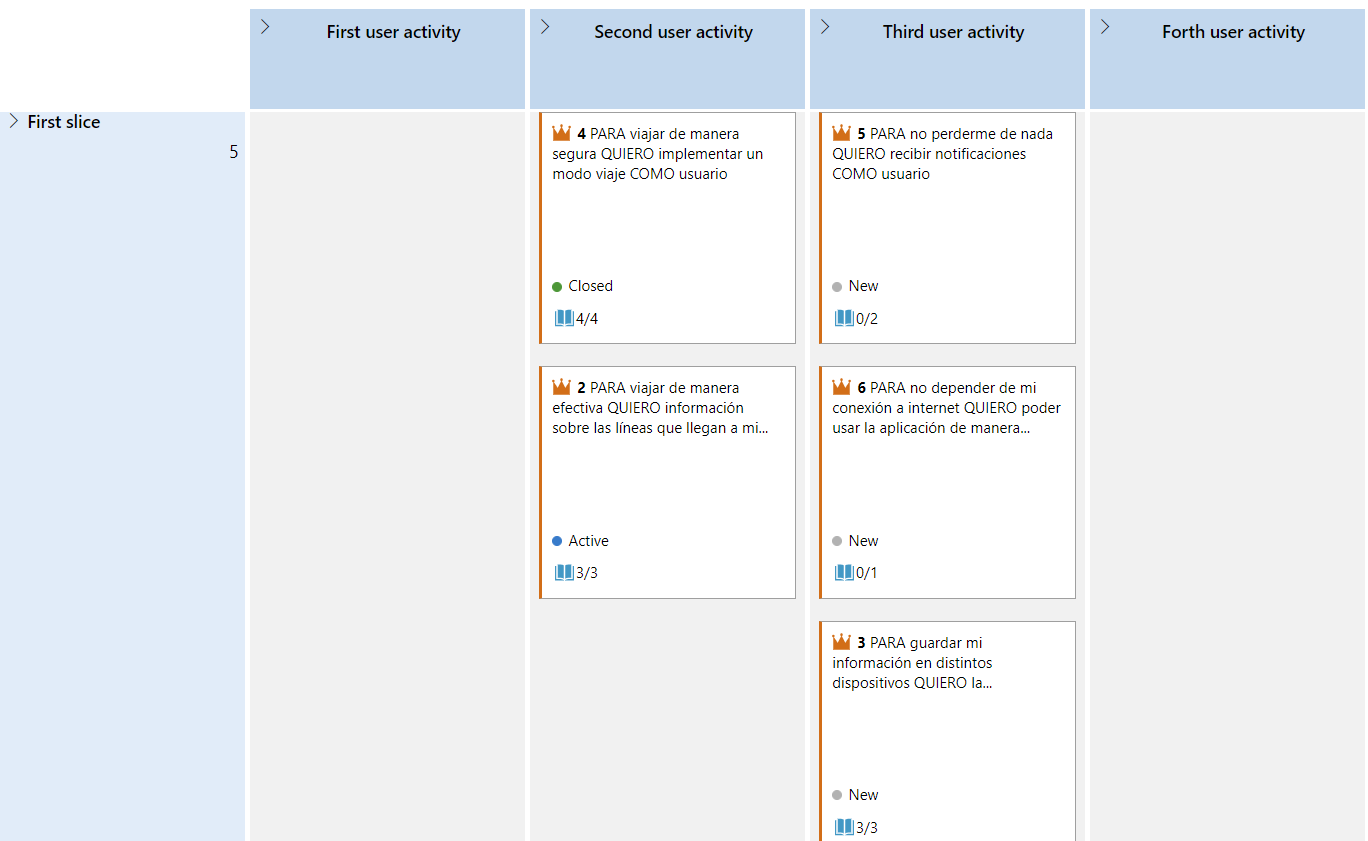 First user activity
Second user activity
Third user activity
Forth user activity
First slice
5
4 PARA viajar de manera
segura QUIERO implementar un
modo viaje COMO usuario
Closed
4/4
2 PARA viajar de manera
efectiva QUIERO información
sobre las líneas que llegan a mi...
Active
3/3
5 PARA no perderme de nada
QUIERO recibir notificaciones
COMO usuario
New
0/2
6 PARA no depender de mi
conexión a internet QUIERO poder
usar la aplicación de manera...
New
0/1
3 PARA guardar mi
información en distintos
dispositivos QUIERO la...
New
3/3